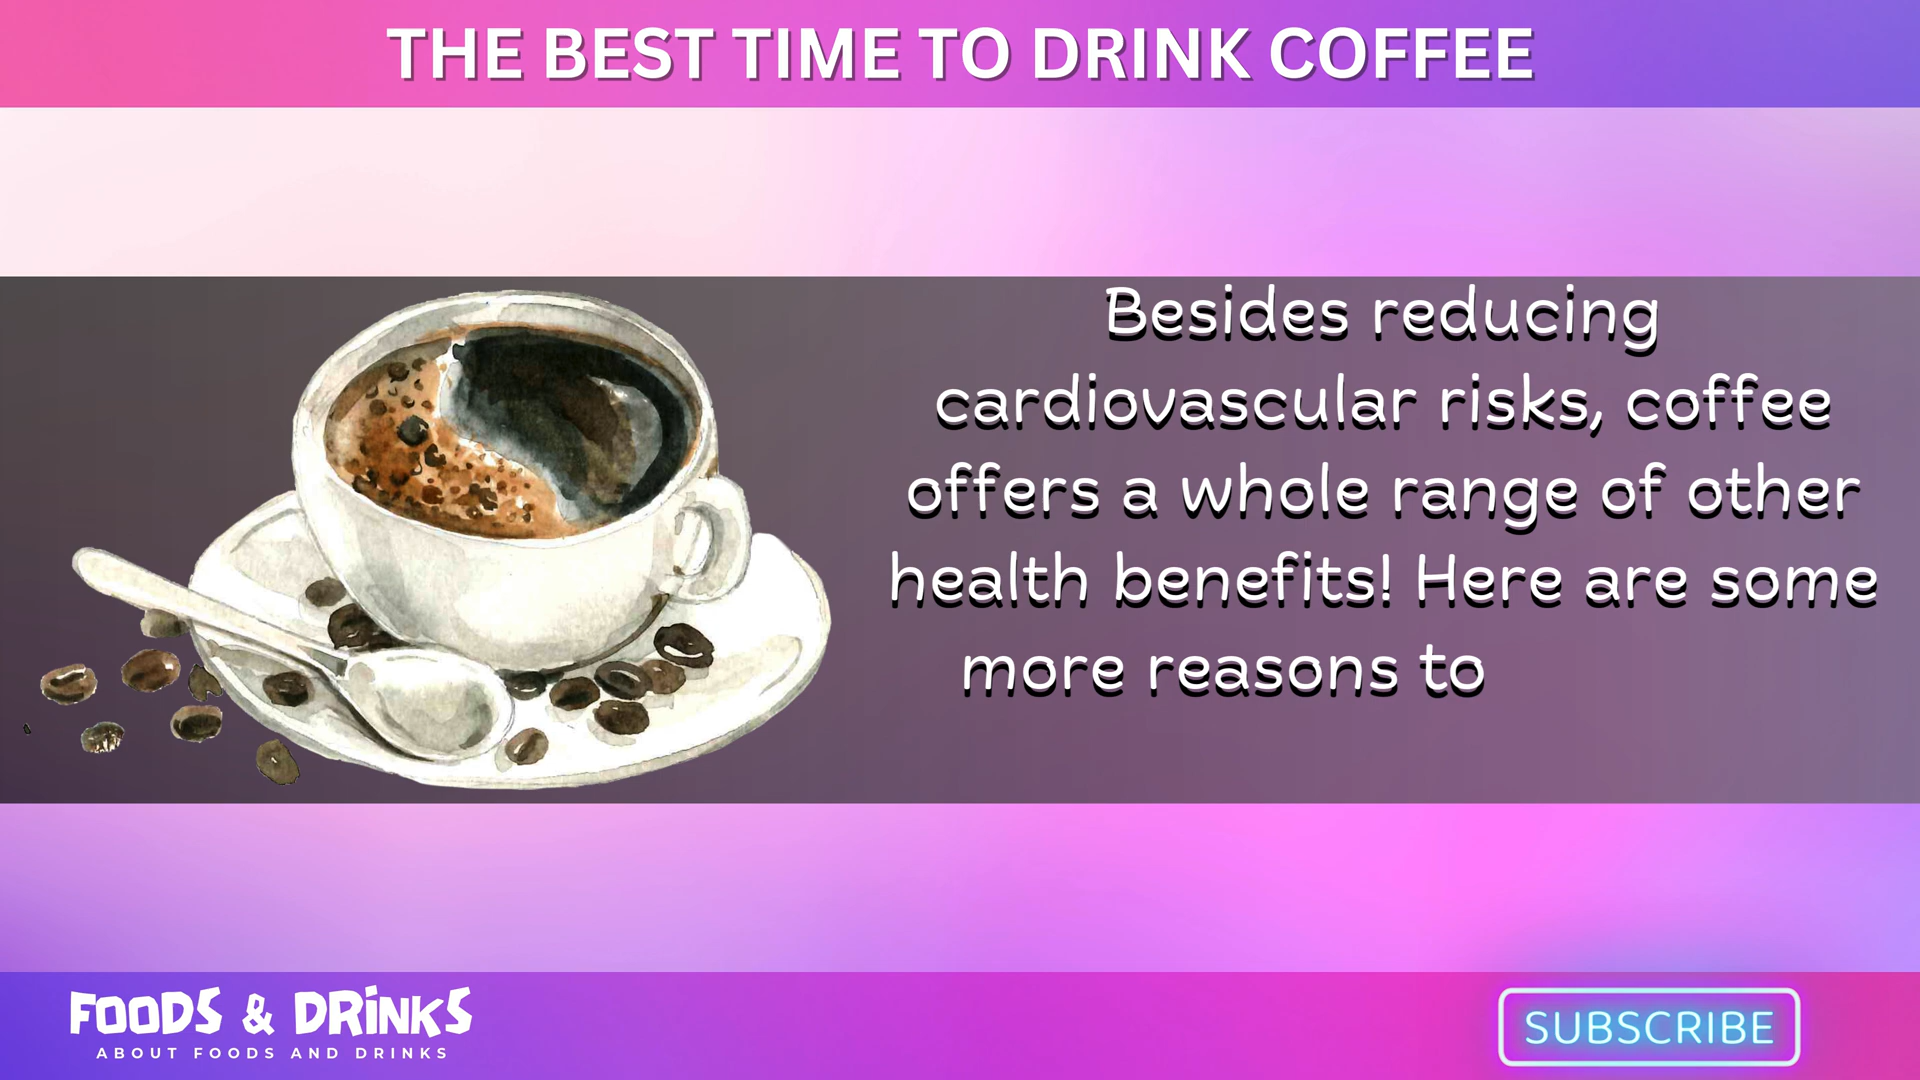 THE BEST TIME TO DRINK COFFEE
Besides reducing
cardiovascular risks, coffee
offers a whole range of other
health benefits! Here are some
more reasons to
FOODS & DRiNKS
ABOUT FOODS AND DRINKS
SUBSCRIBE